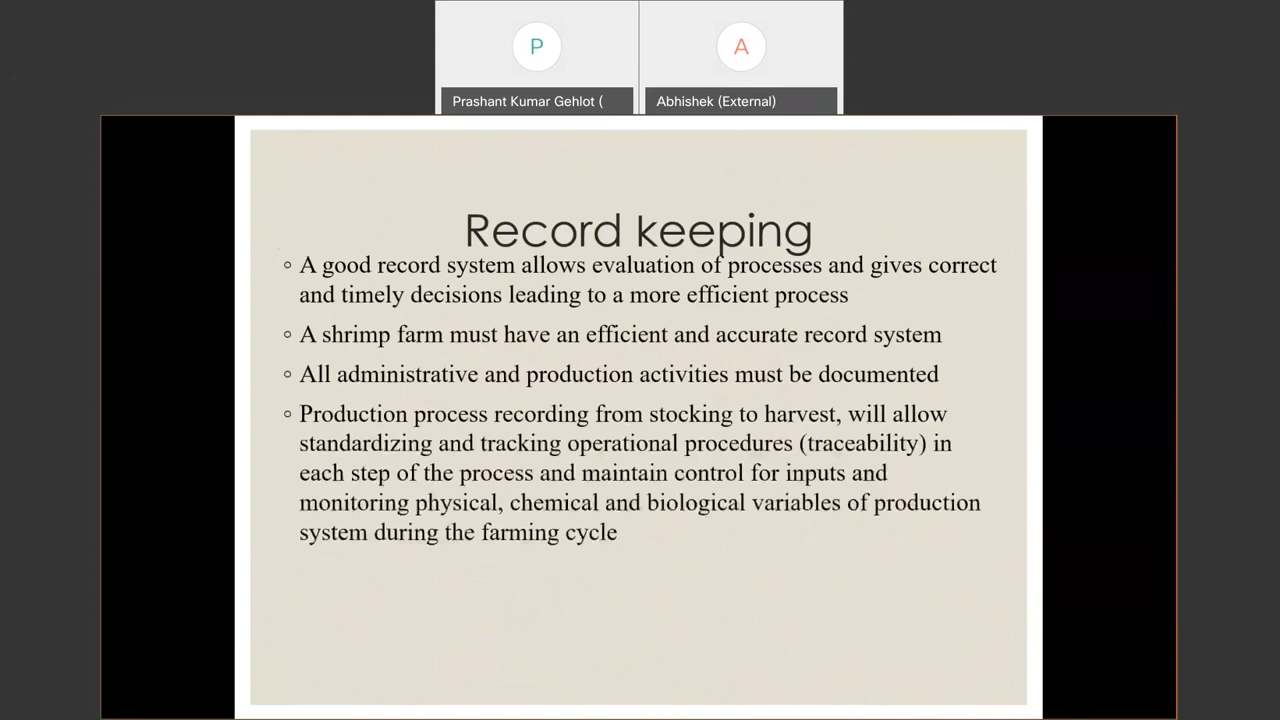 P
A
Prashant Kumar Gehlot (
Abhishek (External)
Record keeping
◦ A good record system allows evaluation of processes and gives correct
and timely decisions leading to a more efficient process
◦ A shrimp farm must have an efficient and accurate record system
◦ All administrative and production activities must be documented
◦ Production process recording from stocking to harvest, will allow
standardizing and tracking operational procedures (traceability) in
each step of the process and maintain control for inputs and
monitoring physical, chemical and biological variables of production
system during the farming cycle